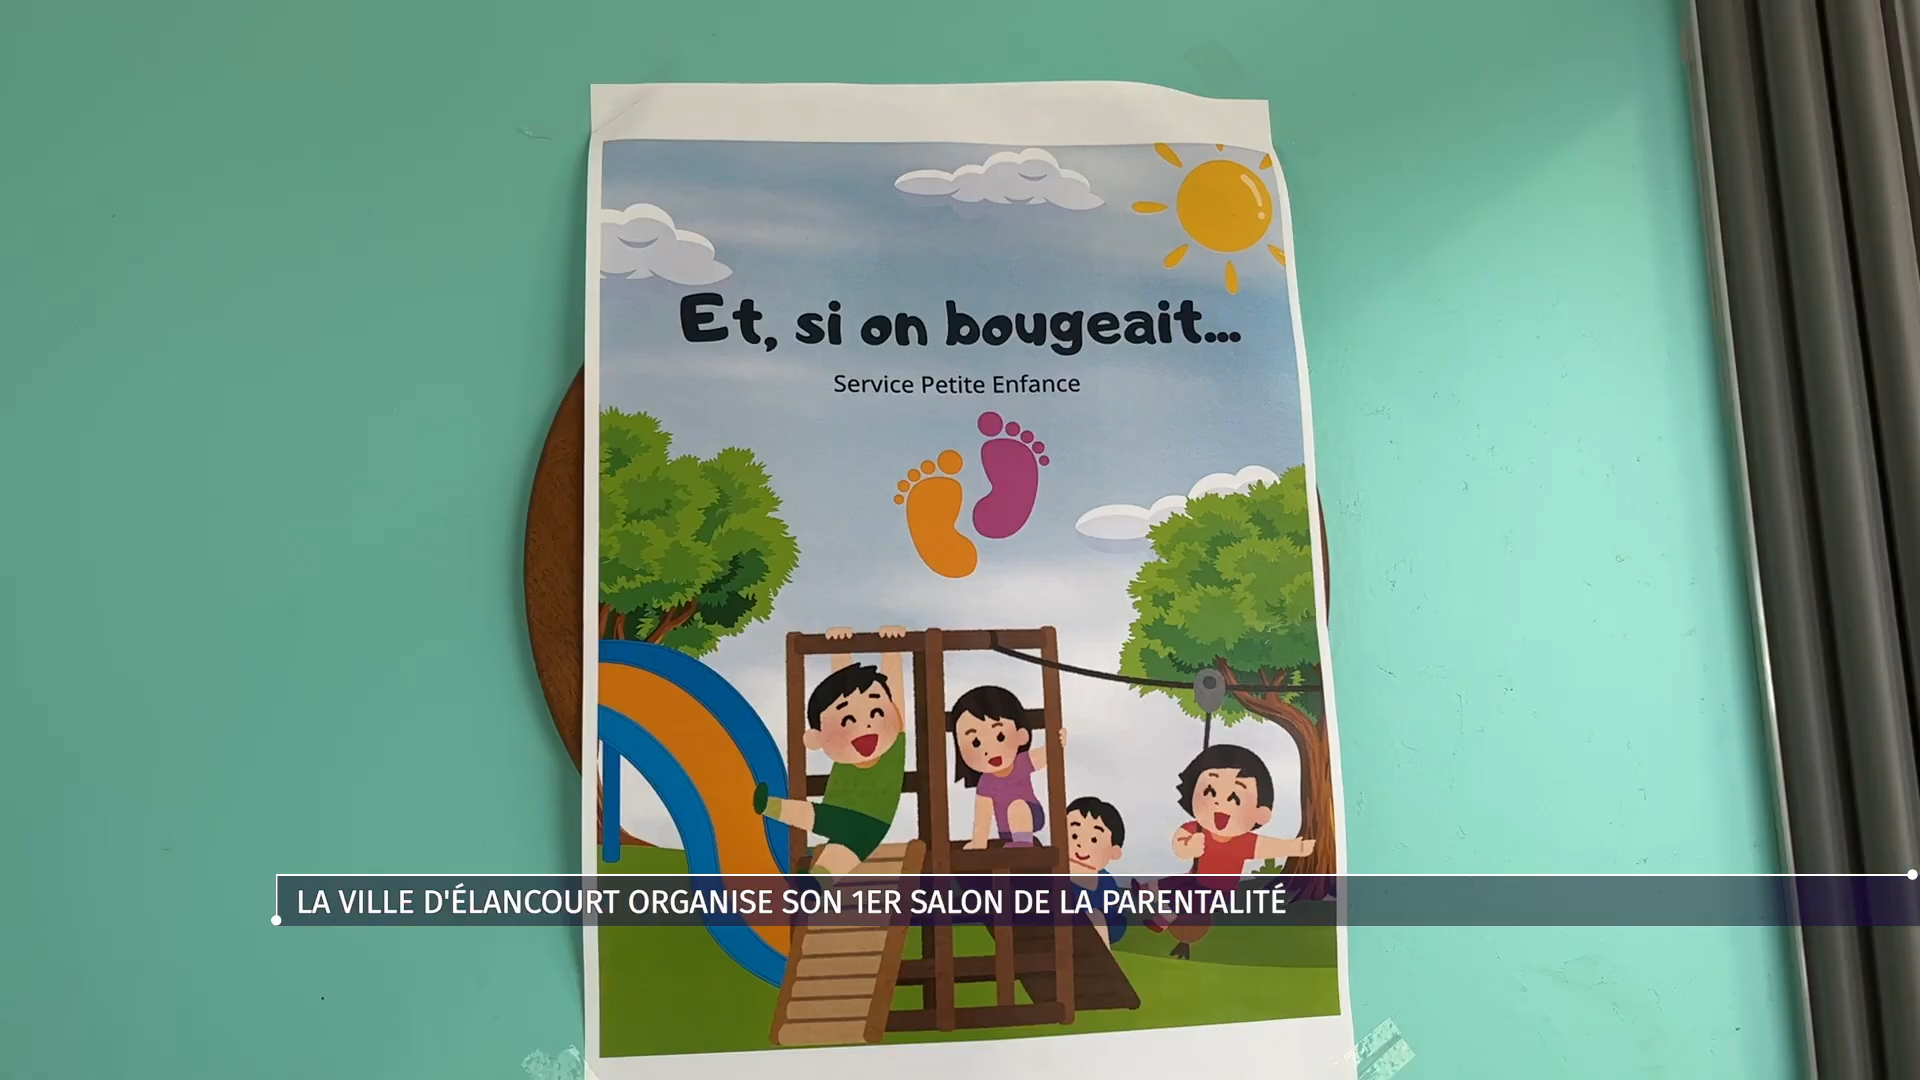 Et, si on bougeait...
Service Petite Enfance
LA VILLE D'ÉLANCOURT ORGANISE SON 1ER SALON DE LA PARENTALITÉ